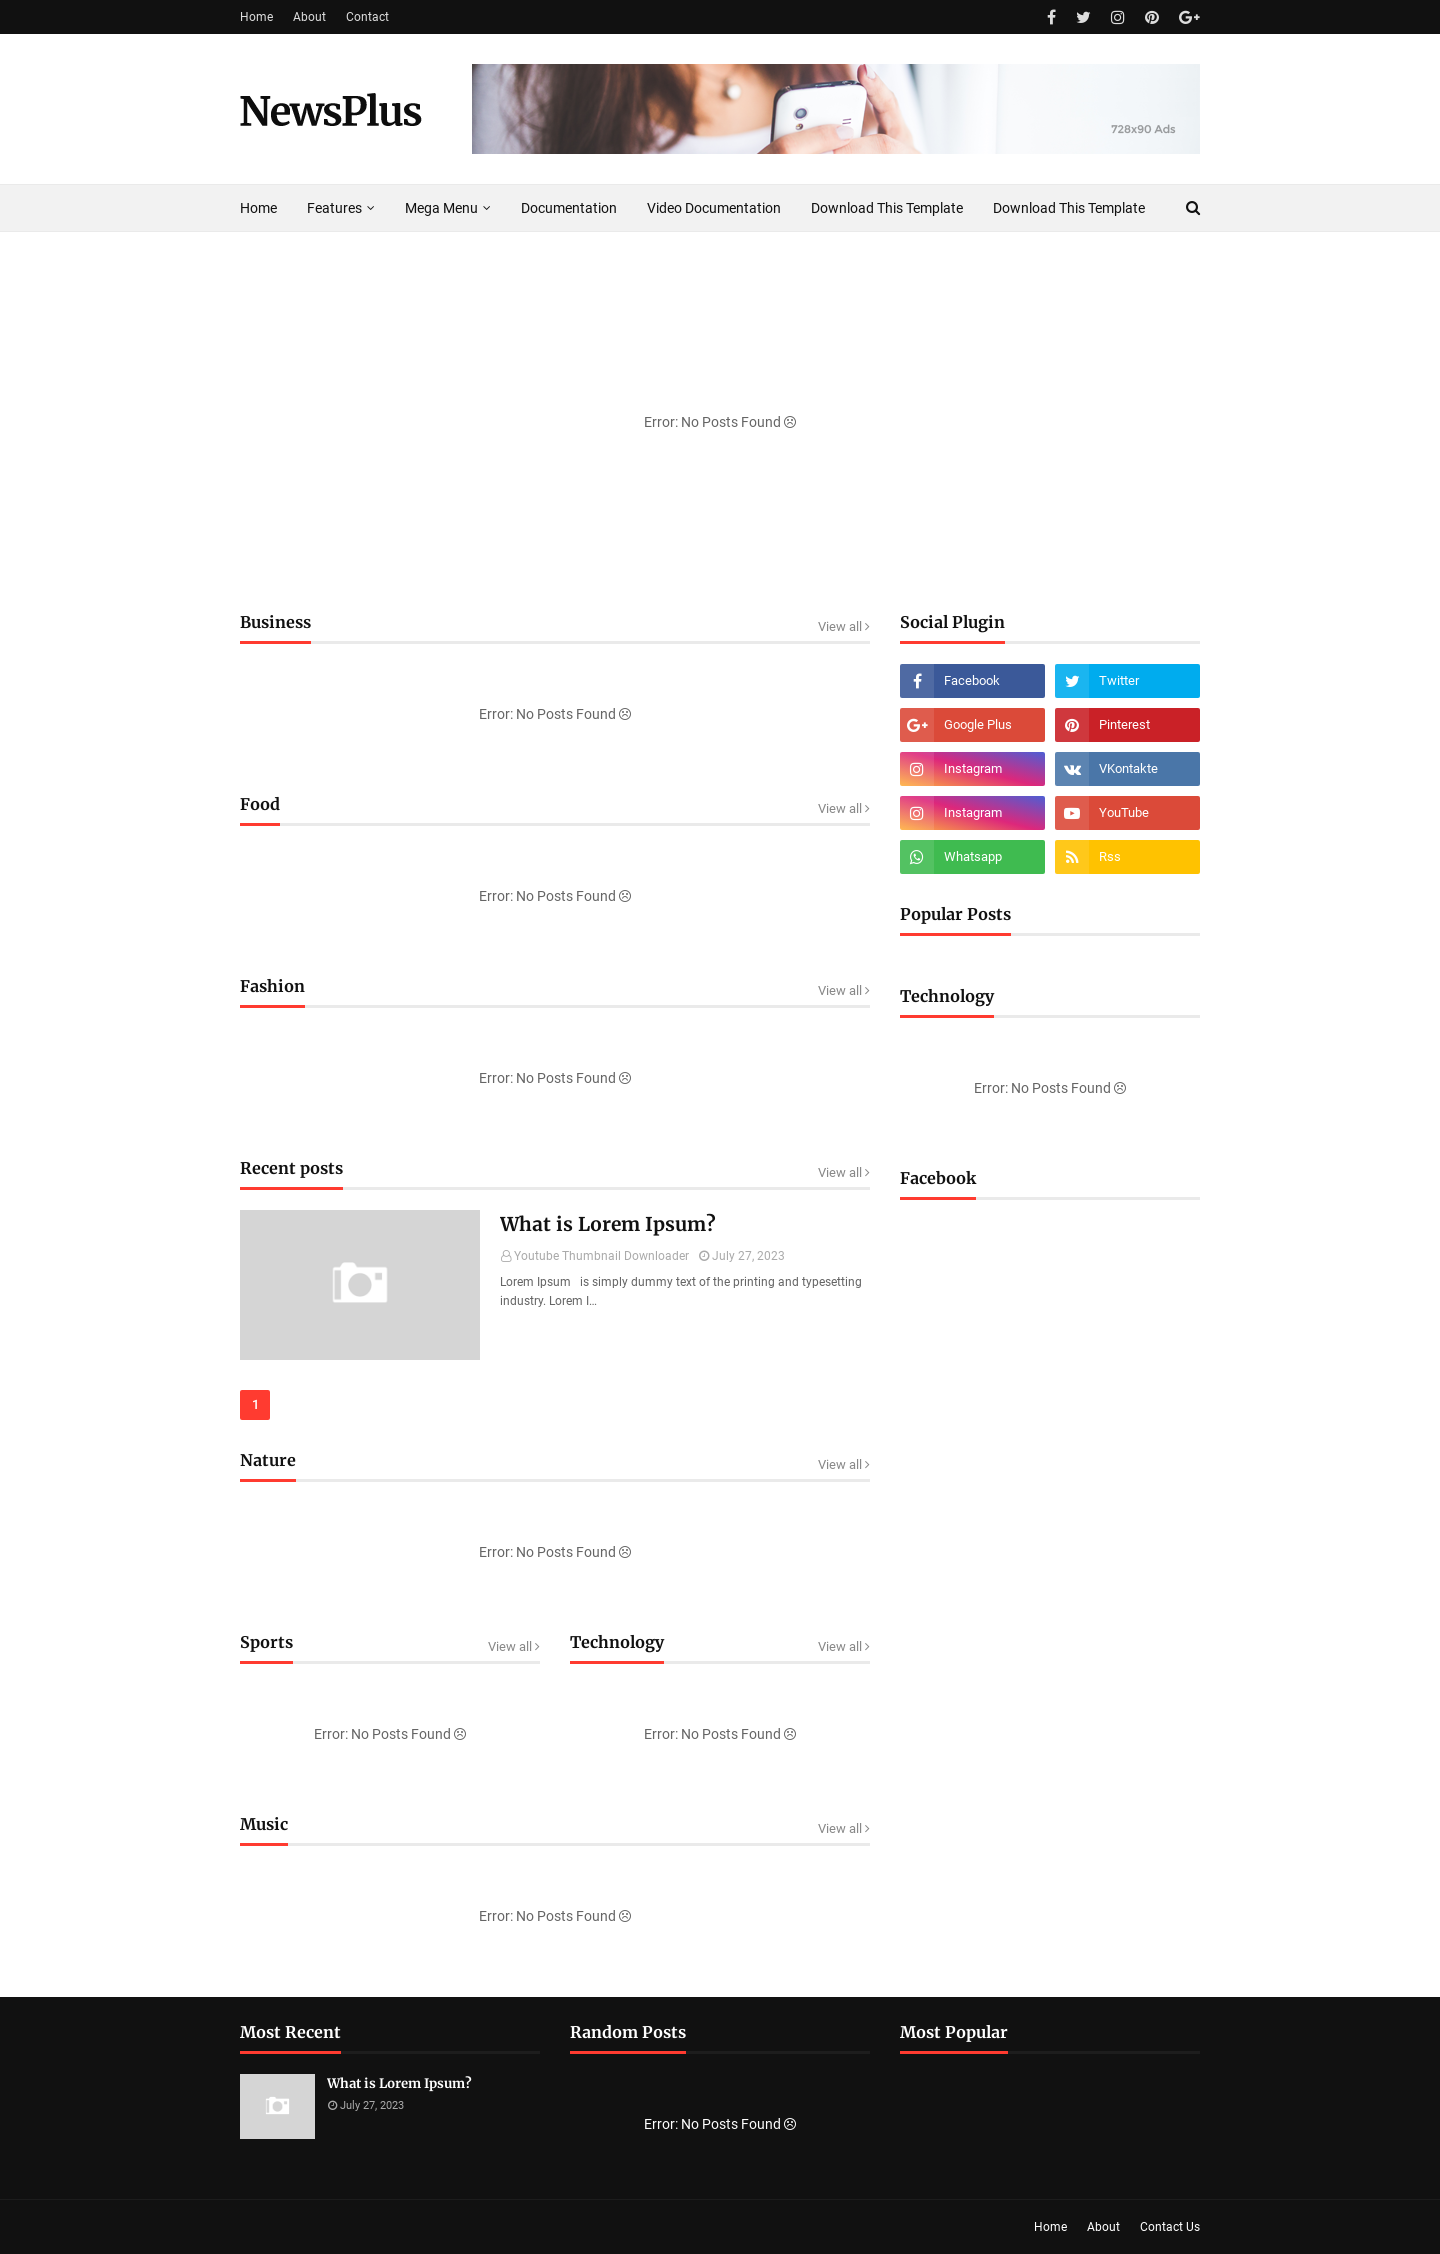 Home About Contact
NewsPlus
728x90 Ads
Home Features Mega Menu Documentation Video Documentation Download This Template Download This Template
Error: No Posts Found
Business View all
Error: No Posts Found
Food View all
Error: No Posts Found
Fashion View all
Error: No Posts Found
Recent posts View all
What is Lorem Ipsum?
Youtube Thumbnail Downloader July 27, 2023
Lorem Ipsum is simply dummy text of the printing and typesetting
industry. Lorem I...
1
Nature View all
Error: No Posts Found
Sports View all
Error: No Posts Found
Technology View all
Error: No Posts Found
Music View all
Error: No Posts Found
Social Plugin
Facebook Twitter
Google Plus Pinterest
Instagram VKontakte
Instagram YouTube
Whatsapp Rss
Popular Posts
Technology
Error: No Posts Found
Facebook
Most Recent
What is Lorem Ipsum?
July 27, 2023
Random Posts
Error: No Posts Found
Most Popular
Home About Contact Us